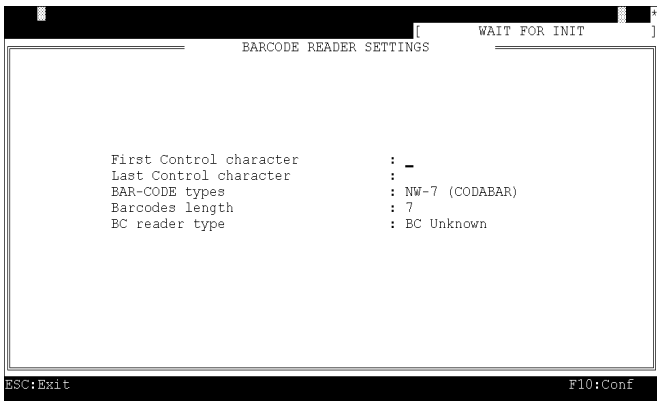 *
[ WAIT FOR INIT ]
BARCODE READER SETTINGS
First Control character : _
Last Control character :
BAR-CODE types : NW-7 (CODABAR)
Barcodes length : 7
BC reader type : BC Unknown
ESC:Exit F10:Conf